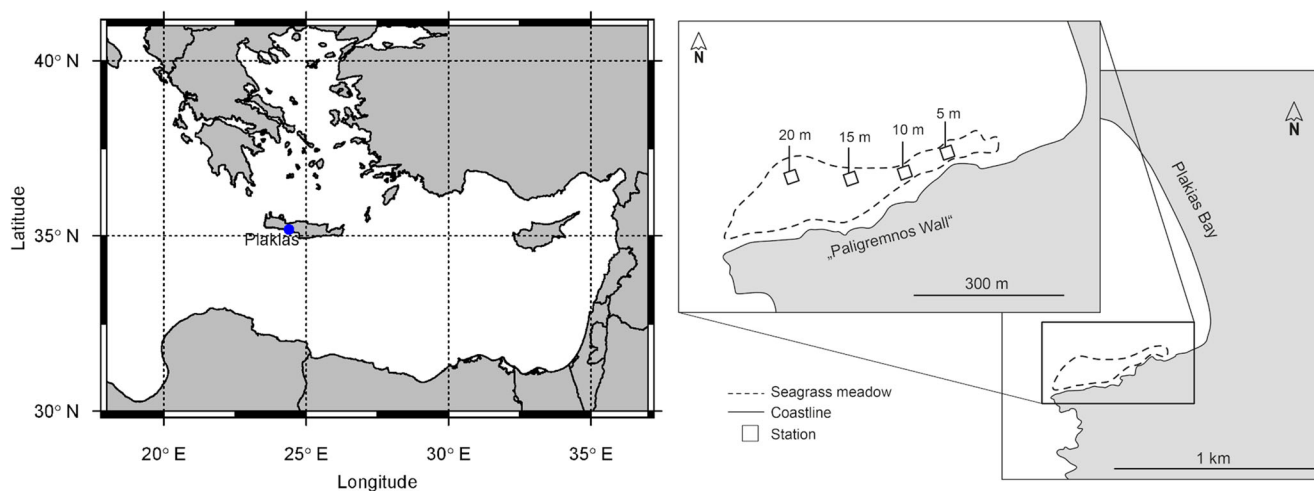 40° N
35° N
30° N
Latitude
20° E
25° E
30° E
35° E
Longitude
Plakias
N
20 m
15 m
10 m
5 m
„Paligremnos Wall“
300 m
N
Plakias Bay
Seagrass meadow
Coastline
Station
1 km